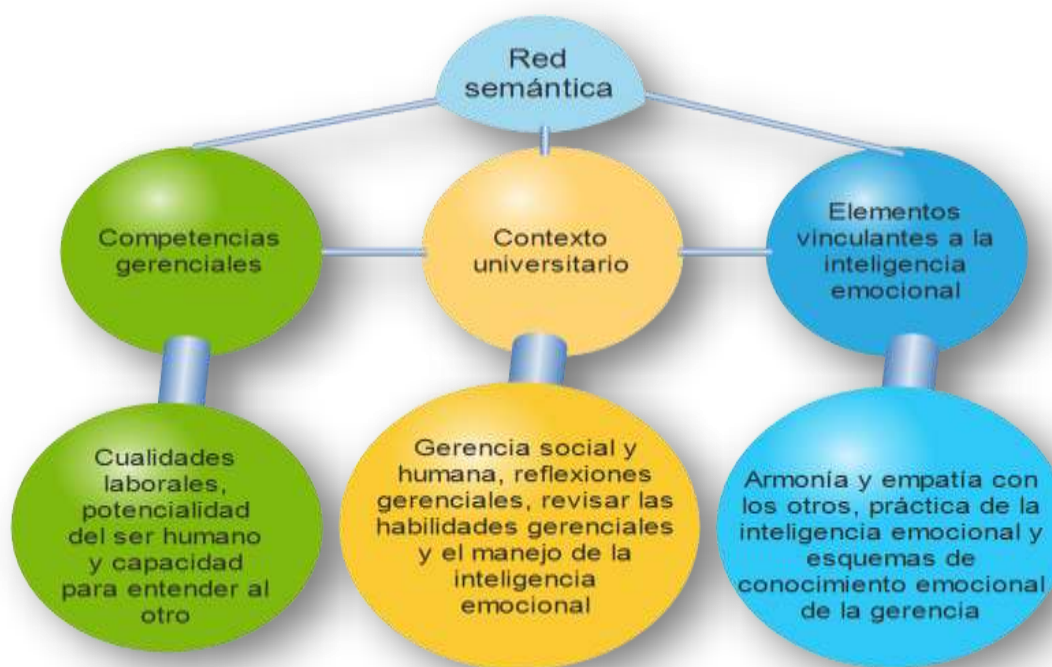 Red
semántica
Competencias
gerenciales
Contexto
universitario
Elementos
vinculantes a la
inteligencia
emocional
Cualidades
laborales,
potencialidad
del ser humano
y capacidad
para entender al
otro
Gerencia social y
humana, reflexiones
gerenciales, revisar las
habilidades gerenciales
y el manejo de la
inteligencia
emocional
Armonía y empatía con
los otros, práctica de la
inteligencia emocional y
esquemas de
conocimiento emocional
de la gerencia